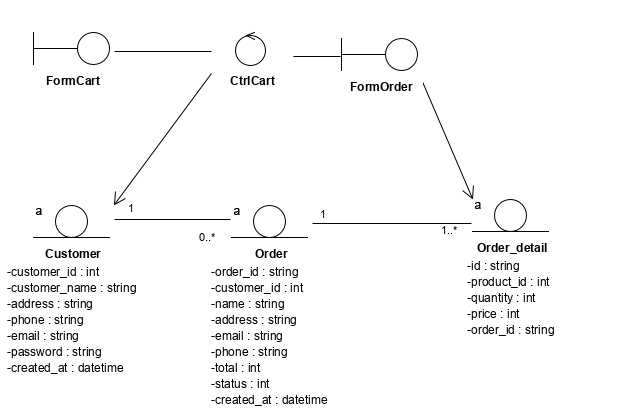 FormCart
CtrlCart
FormOrder
a
1
0..*
a
1
1..*
a
Customer
-customer_id : int
-customer_name : string
-address : string
-phone : string
-email : string
-password : string
-created_at : datetime
Order
-order_id : string
-customer_id : int
-name : string
-address : string
-email : string
-phone : string
-total : int
-status : int
-created_at : datetime
Order_detail
-id : string
-product_id : int
-quantity : int
-price : int
-order_id : string